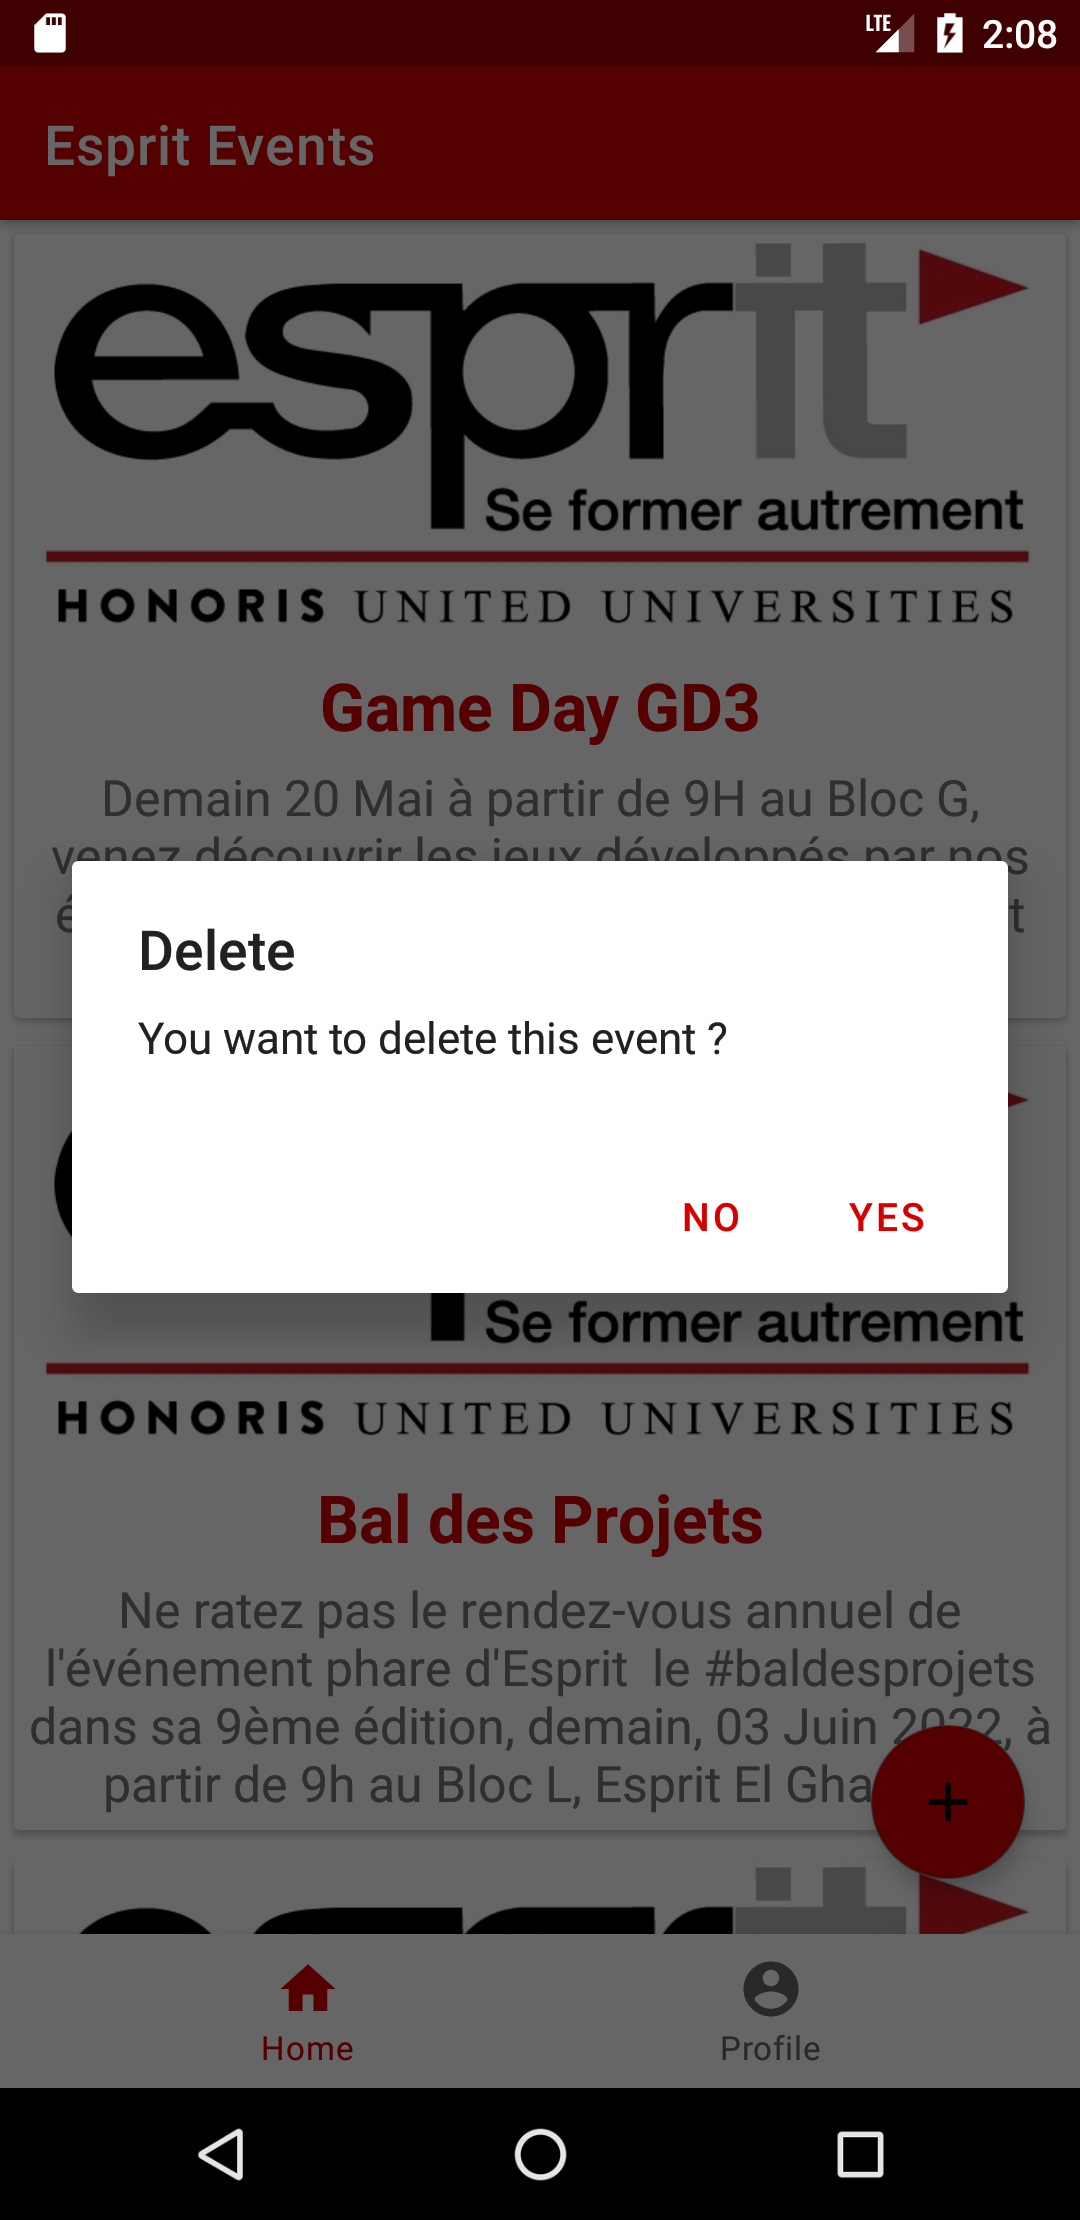 LTE 2:08
Esprit Events
esprit
Se former autrement
HONORIS UNITED UNIVERSITIES
Game Day GD3
Demain 20 Mai à partir de 9H au Bloc G,
venez découvrir les jeux développés par nos
Delete
You want to delete this event ?
NO YES
Se former autrement
HONORIS UNITED UNIVERSITIES
Bal des Projets
Ne ratez pas le rendez-vous annuel de
l'événement phare d'Esprit  le #baldesprojets
dans sa 9ème édition, demain, 03 Juin 2022, à
partir de 9h au Bloc L, Esprit El Gha
Home Profile